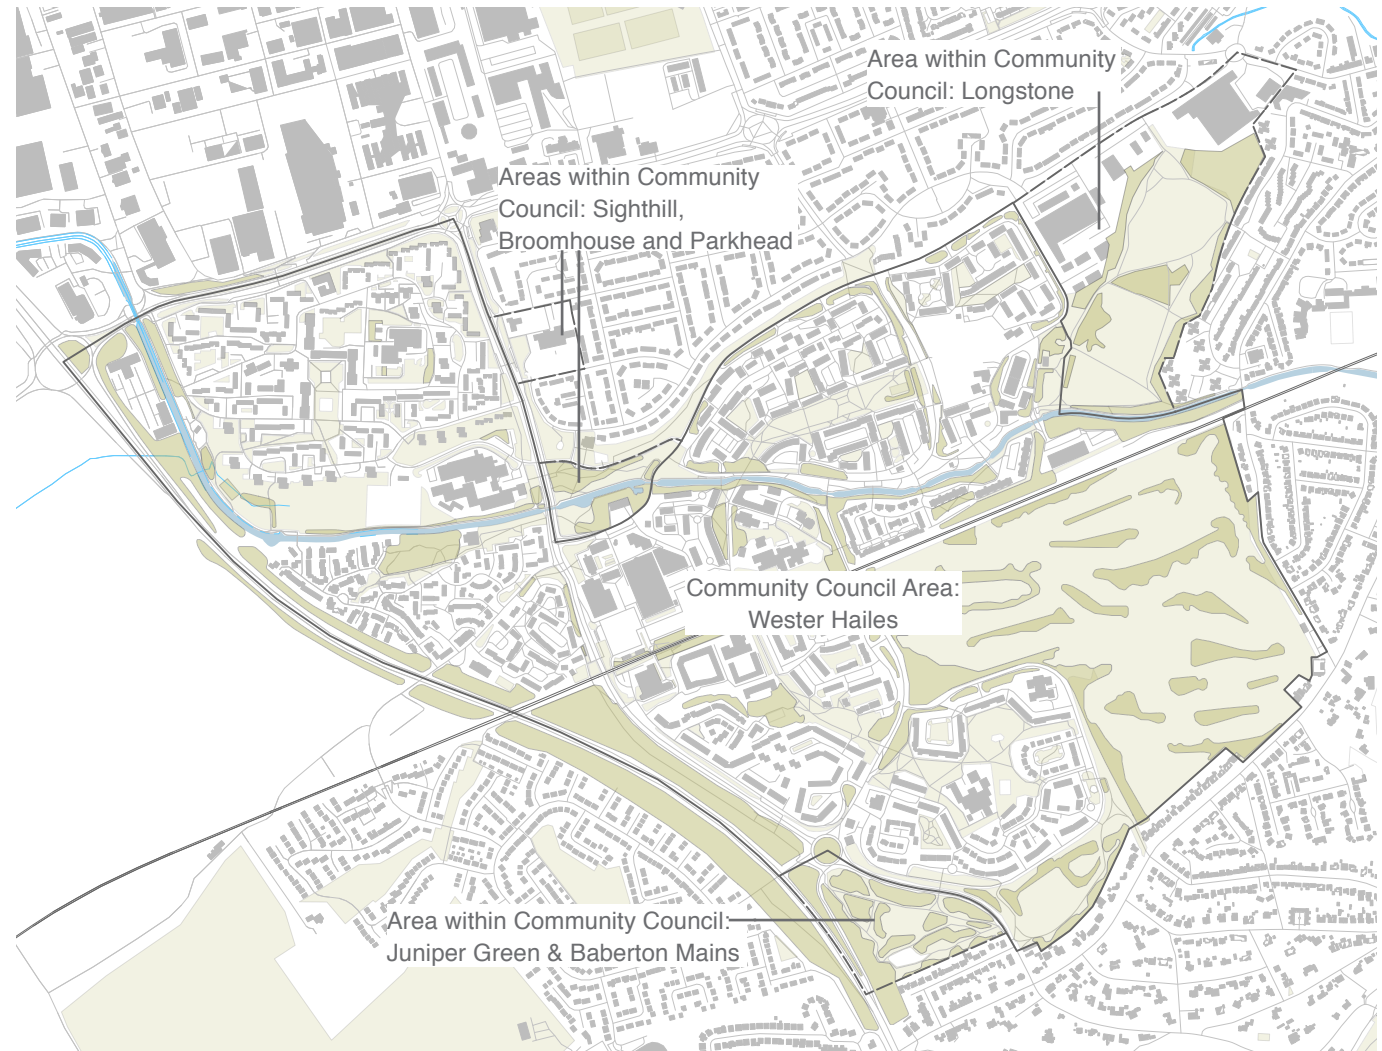 Area within Community
Council: Longstone
Areas within Community
Council: Sighthill,
Broomhouse and Parkhead
Community Council Area:
Wester Hailes
Area within Community Council:
Juniper Green & Baberton Mains